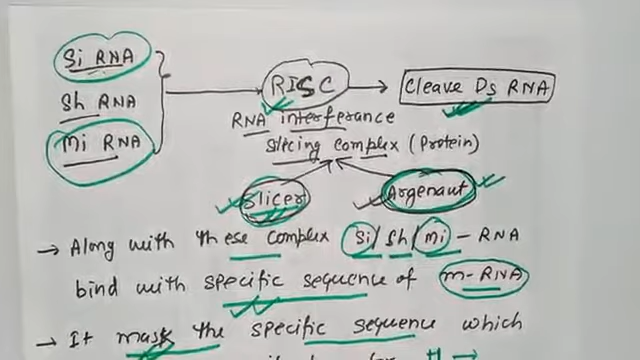 Si RNA
Sh RNA
Mi RNA
RISC
Cleave Ds RNA
RNA interferance
slicing complex (Protein)
Slicer
Argenaut
→ Along with these complex Si/Sh/Mi - RNA
bind with specific sequence of m-RNA
→ It mask the specific sequence which